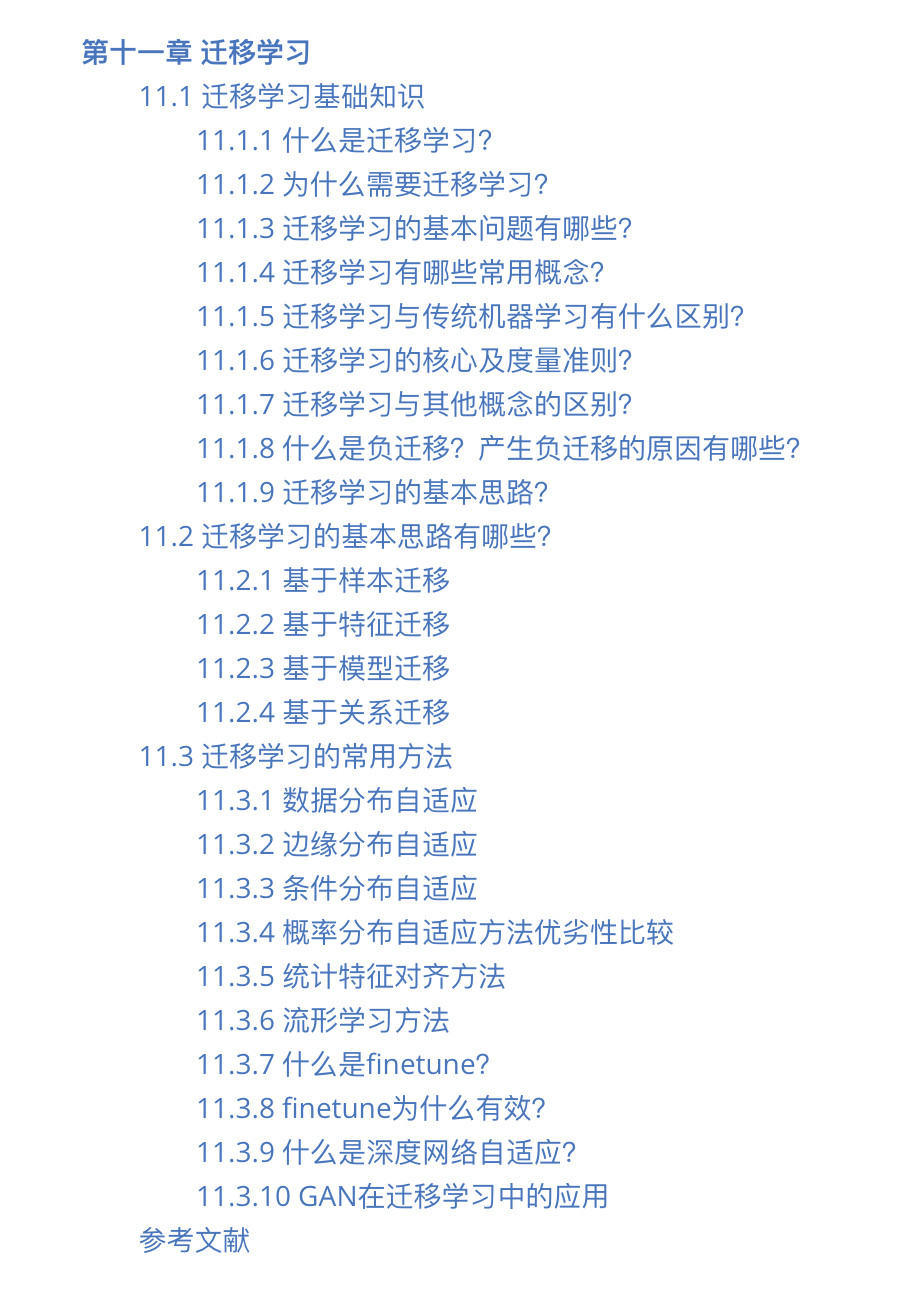 第十一章 迁移学习
11.1 迁移学习基础知识
11.1.1 什么是迁移学习？
11.1.2 为什么需要迁移学习？
11.1.3 迁移学习的基本问题有哪些？
11.1.4 迁移学习有哪些常用概念？
11.1.5 迁移学习与传统机器学习有什么区别？
11.1.6 迁移学习的核心及度量准则？
11.1.7 迁移学习与其他概念的区别？
11.1.8 什么是负迁移？产生负迁移的原因有哪些？
11.1.9 迁移学习的基本思路？
11.2 迁移学习的基本思路有哪些？
11.2.1 基于样本迁移
11.2.2 基于特征迁移
11.2.3 基于模型迁移
11.2.4 基于关系迁移
11.3 迁移学习的常用方法
11.3.1 数据分布自适应
11.3.2 边缘分布自适应
11.3.3 条件分布自适应
11.3.4 概率分布自适应方法优劣性比较
11.3.5 统计特征对齐方法
11.3.6 流形学习方法
11.3.7 什么是finetune？
11.3.8 finetune为什么有效？
11.3.9 什么是深度网络自适应？
11.3.10 GAN在迁移学习中的应用
参考文献